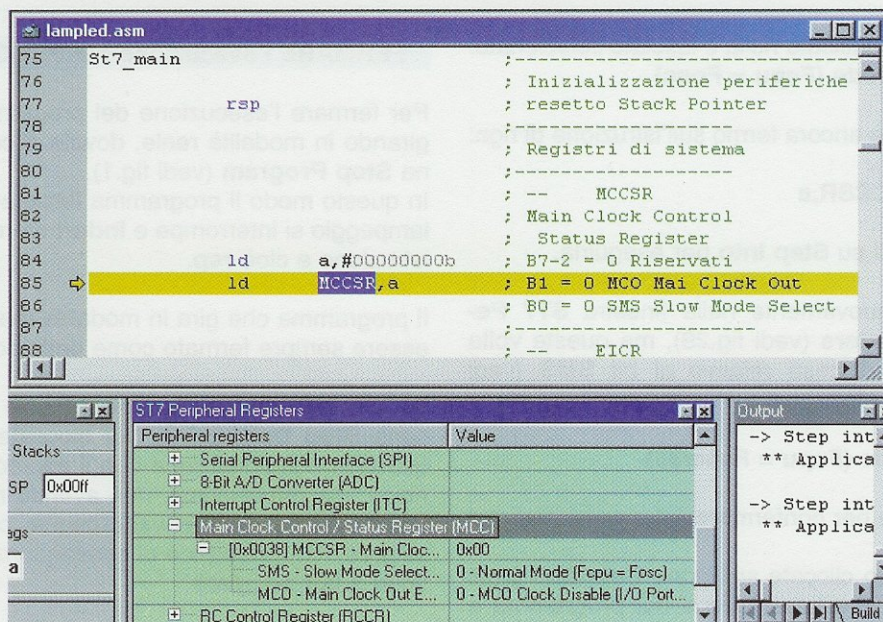 lampled.asm
75 St7_main ;-------------------
76 ; Inizializzazione periferiche
77 rsp ; resetto Stack Pointer
78 ;-------------------
79 ; Registri di sistema
80 ;-------------------
81 ; -- MCCSR
82 ; Main Clock Control
83 ; Status Register
84 ld a,#00000000b ; B7-2 = 0 Riservati
85 ld MCCSR,a ; B1 = 0 MCO Mai Clock Out
86 ; B0 = 0 SMS Slow Mode Select
87 ;-------------------
88 ; -- EICR
Stacks
SP 0x00ff
ags
a
ST7 Peripheral Registers
Peripheral registers Value
Serial Peripheral Interface (SPI)
8-Bit A/D Converter (ADC)
Interrupt Control Register (ITC)
Main Clock Control / Status Register (MCC)
[0x0038] MCCSR - Main Cloc... 0x00
SMS - Slow Mode Select... 0 - Normal Mode (Fcpu = Fosc)
MCO - Main Clock Out E... 0 - MCO Clock Disable (I/O Port...
RC Control Register (RCCR)
Output
-> Step int
** Applica
-> Step int
** Applica
Build